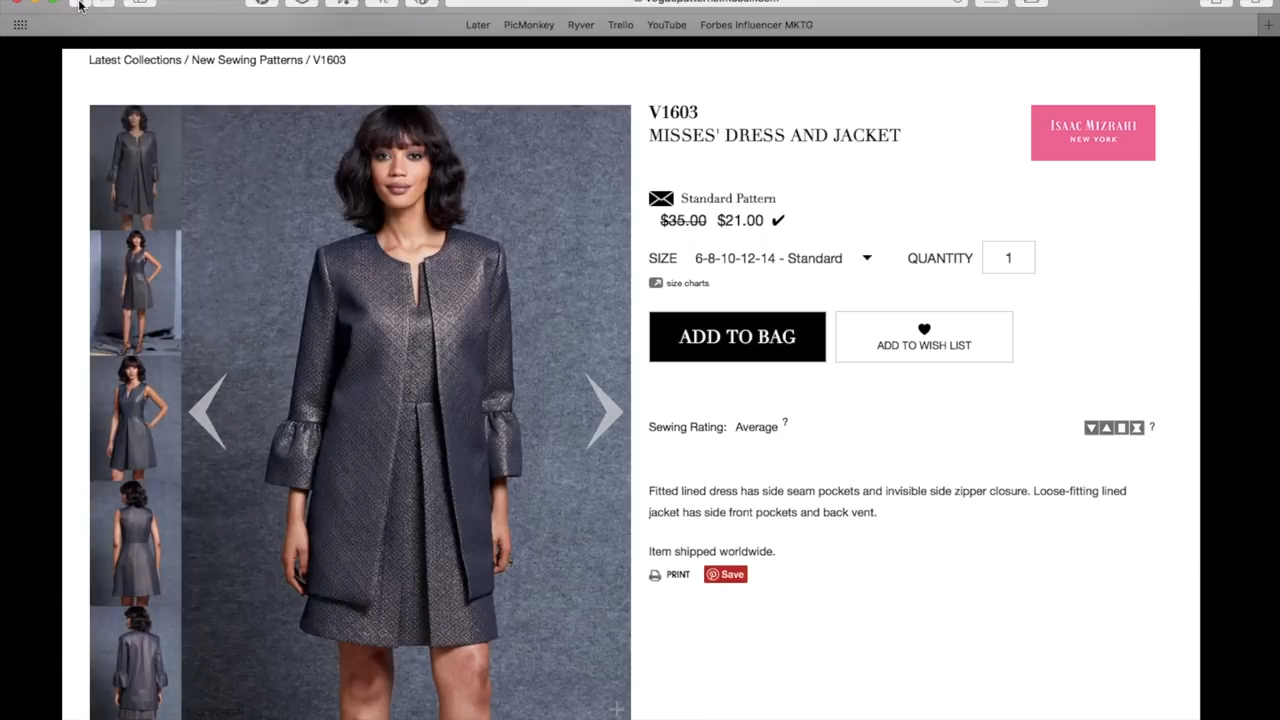 Later PicMonkey Ryver Trello YouTube Forbes Influencer MKTG
Latest Collections / New Sewing Patterns / V1603
V1603
MISSES' DRESS AND JACKET
ISAAC MIZRAHI
NEW YORK
Standard Pattern
$35.00 $21.00 ✔
SIZE 6-8-10-12-14 - Standard QUANTITY 1
size charts
ADD TO BAG
ADD TO WISH LIST
Sewing Rating: Average ?
?
Fitted lined dress has side seam pockets and invisible side zipper closure. Loose-fitting lined
jacket has side front pockets and back vent.
Item shipped worldwide.
PRINT Save